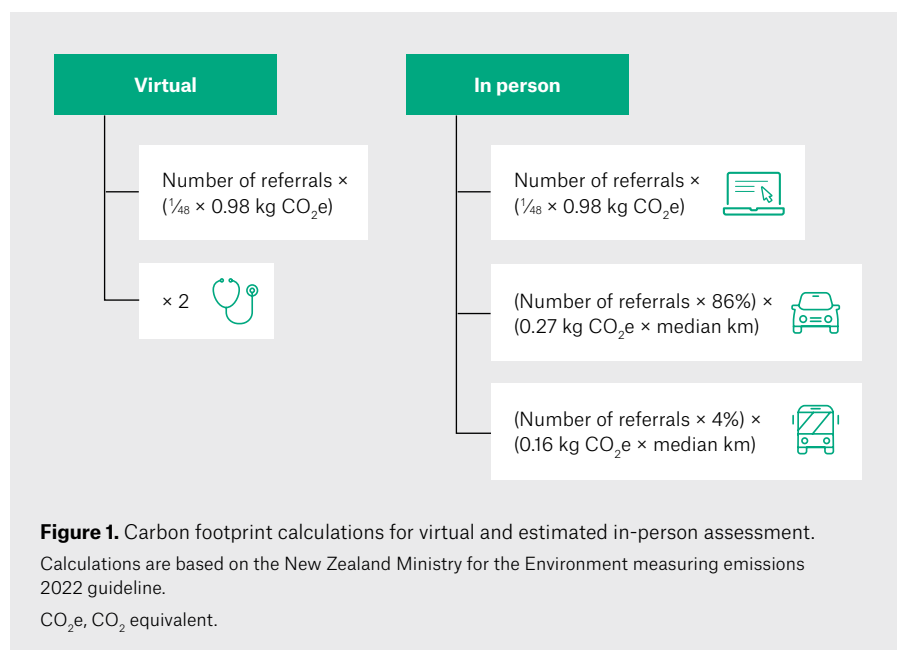 Virtual
Number of referrals ×
(¹⁄₄₈ × 0.98 kg CO₂e)
× 2
In person
Number of referrals ×
(¹⁄₄₈ × 0.98 kg CO₂e)
(Number of referrals × 86%) ×
(0.27 kg CO₂e × median km)
(Number of referrals × 4%) ×
(0.16 kg CO₂e × median km)
Figure 1. Carbon footprint calculations for virtual and estimated in-person assessment.
Calculations are based on the New Zealand Ministry for the Environment measuring emissions
2022 guideline.
CO₂e, CO₂ equivalent.